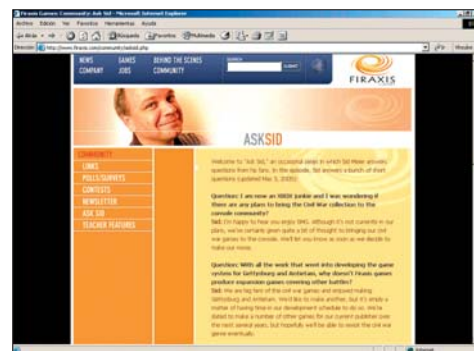 Firaxis Games: Community: Ask Sid - Microsoft Internet Explorer
Archivo Edición Ver Favoritos Herramientas Ayuda
Atrás Búsqueda Favoritos Multimedia
Dirección http://www.firaxis.com/community/asksid.php
NEWS GAMES BEHIND THE SCENES
COMPANY JOBS COMMUNITY
SEARCH
SUBMIT
FIRAXIS
ASKSID
COMMUNITY
LINKS
POLLS/SURVEYS
CONTESTS
NEWSLETTER
ASK SID
TEACHER FEATURES
Welcome to "Ask Sid," an occasional series in which Sid Meier answers
questions from his fans. In this episode, Sid answers a bunch of short
questions (updated May 3, 2005)!
Question: I am now an XBOX junkie and I was wondering if
there are any plans to bring the Civil War collection to the
console community?
Sid: I'm happy to hear you enjoy SMG. Although it's not currently in our
plans, we've certainly given quite a bit of thought to bringing our civil
war games to the console. We'll let you know as soon as we decide to
make our move.
Question: With all the work that went into developing the game
system for Gettysburg and Antietam, why doesn't Firaxis games
produce expansion games covering other battles?
Sid: We are big fans of the civil war games and enjoyed making
Gettysburg and Antietam. We'd like to make another, but it's simply a
matter of having time in our development schedule to do so. We're
slated to make a number of other games for our current publisher over
the next several years, but hopefully we'll be able to revisit the civil war
genre eventually.
Internet